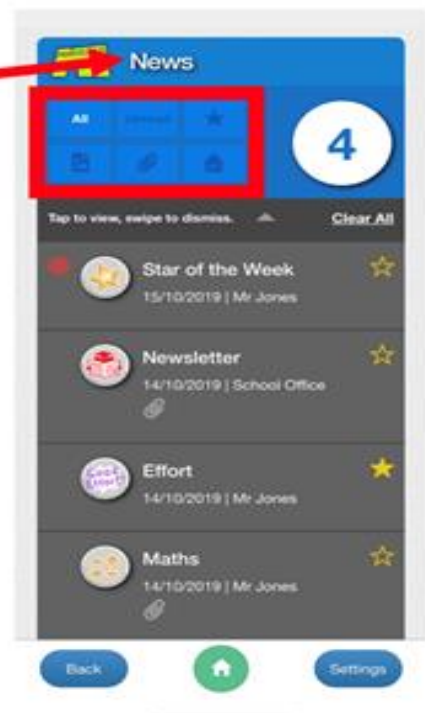 News
All
4
Tap to view, swipe to dismiss.
Clear All
Star of the Week
15/10/2019 | Mr Jones
Newsletter
14/10/2019 | School Office
Effort
14/10/2019 | Mr Jones
Maths
14/10/2019 | Mr Jones
Back
Settings